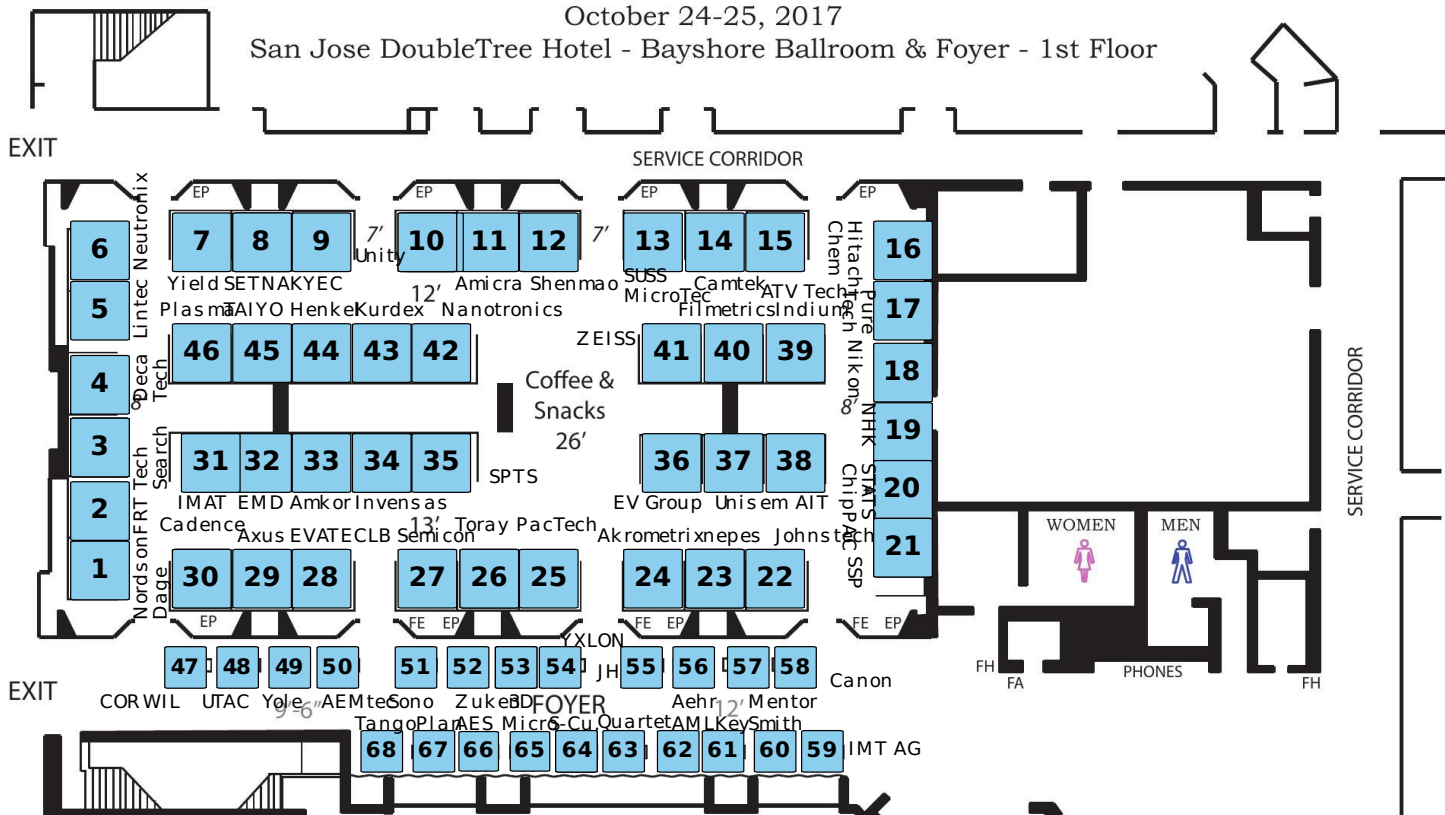 October 24-25, 2017
San Jose DoubleTree Hotel - Bayshore Ballroom & Foyer - 1st Floor
EXIT
SERVICE CORRIDOR
EP EP EP EP
6 7 8 9 7’ 10 11 12 7’ 13 14 15 16
Neutronix
Unity
Hitachi
Chem
Yield SET NAKYEC
12’
Amicra Shenmao
SUSS
MicroTec
Camtek
ATV Tech
5
Lintec
Plasma TAIYO Henkel Kurdex Nanotronics
Filmetrics Indium
Pure
Tech
17
46 45 44 43 42
ZEISS
41 40 39
Nikon
18
4
Deca
Tech
8’
Coffee &
Snacks
26’
8’
NHK
19
SERVICE CORRIDOR
3
Tech
Search
31 32 33 34 35
SPTS
36 37 38
STATS
ChipPAC
20
IMAT EMD Amkor Invensas
EV Group Unisem AIT
2
FRT
Cadence
Axus EVATEC LB Semicon
13’
Toray PacTech
Akrometrix nepes Johnstech
SSP
21
WOMEN MEN
1
Nordson
Dage
30 29 28 27 26 25 24 23 22
EP FE EP FE EP FE EP
47 48 49 50 51 52 53 54
YXLON
JH
55 56 57 58
Canon
FH
FA
PHONES
FH
EXIT
CORWIL UTAC Yole AEMtec Sono Zuken 3D FOYER Aehr Mentor
9’-6” 12’
Tango Plan AES Micro S-Cu. Quartet AML Key Smith
68 67 66 65 64 63 62 61 60 59
IMT AG